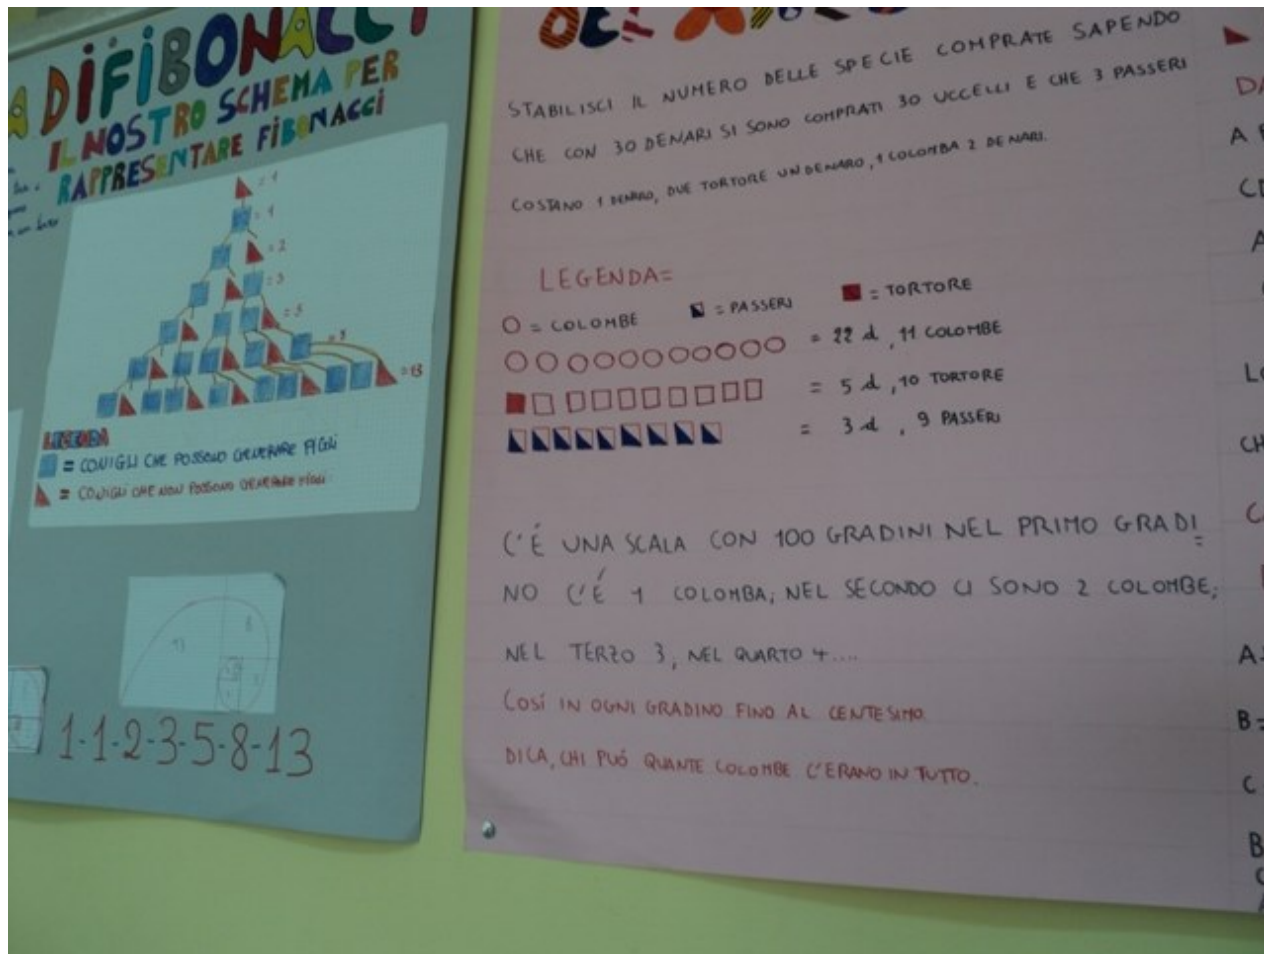 A DI FIBONACCI
IL NOSTRO SCHEMA PER
RAPPRESENTARE FIBONACCI
= 1
= 1
= 2
= 3
= 5
= 13
LEGENDA
= CONIGLI CHE POSSONO GENERARE FIGLI
= CONIGLI CHE NON POSSONO GENERARE FIGLI
13
8
1-1-2-3-5-8-13
STABILISCI IL NUMERO DELLE SPECIE COMPRATE SAPENDO
CHE CON 30 DENARI SI SONO COMPRATI 30 UCCELLI E CHE 3 PASSERI
COSTANO 1 DENARO, DUE TORTORE UN DENARO, 1 COLOMBA 2 DENARI.
LEGENDA=
= COLOMBE = PASSERI = TORTORE
= 22 d, 11 COLOMBE
= 5 d, 10 TORTORE
= 3 d, 9 PASSERI
C'É UNA SCALA CON 100 GRADINI NEL PRIMO GRADI=
NO C'É 1 COLOMBA; NEL SECONDO CI SONO 2 COLOMBE;
NEL TERZO 3, NEL QUARTO 4....
COSÍ IN OGNI GRADINO FINO AL CENTESIMO.
DICA, CHI PUÓ QUANTE COLOMBE C'ERANO IN TUTTO.
A
B=
C
B